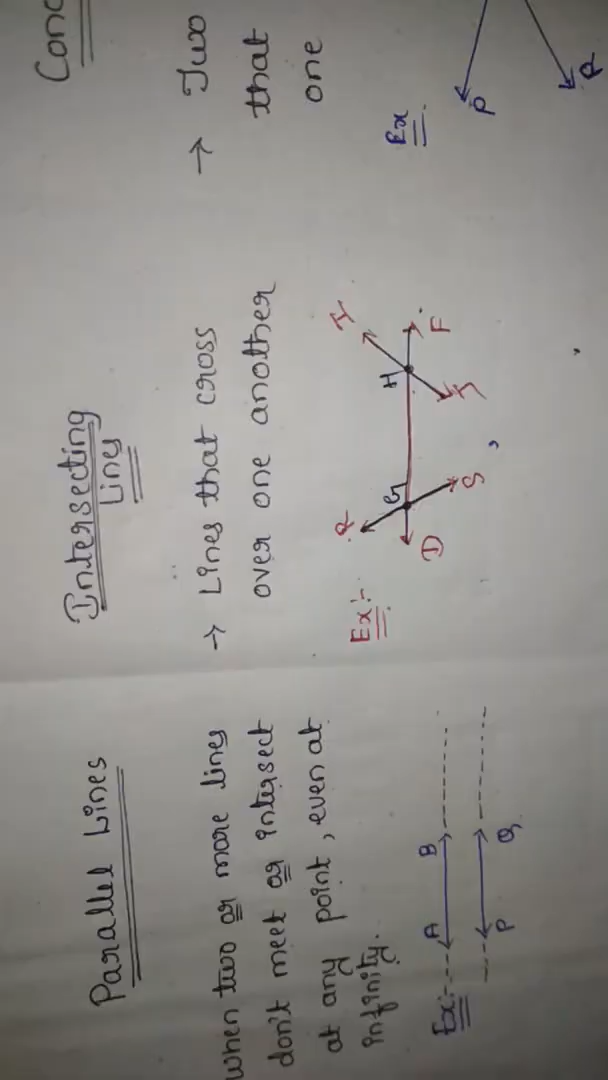 Parallel Lines
when two or more lines
don't meet or intersect
at any point, even at
infinity.
Ex:-
A B
P Q
Intersecting
Lines
→ Lines that cross
over one another
Ex:-
R I
G H
D F
S J
Conc
→ Two
that
one
Ex
P R